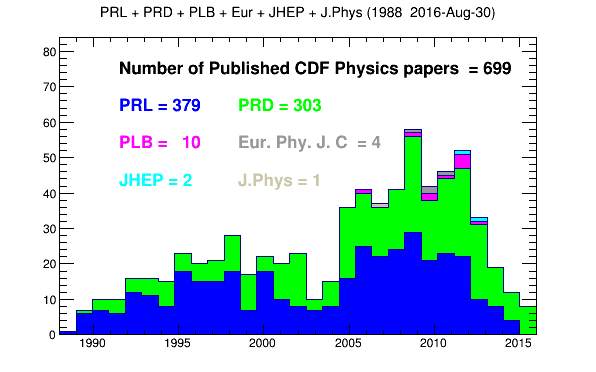 PRL + PRD + PLB + Eur + JHEP + J.Phys (1988 2016-Aug-30)
Number of Published CDF Physics papers = 699
PRL = 379 PRD = 303
PLB = 10 Eur. Phy. J. C = 4
JHEP = 2 J.Phys = 1
80
70
60
50
40
30
20
10
0
1990 1995 2000 2005 2010 2015